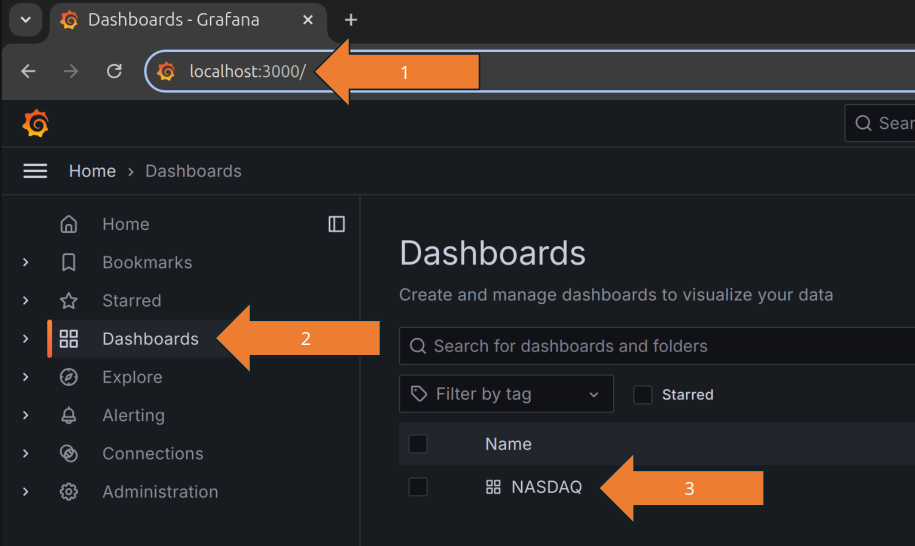 Dashboards - Grafana
localhost:3000/
1
Home › Dashboards
Home
Bookmarks
Starred
Dashboards
2
Explore
Alerting
Connections
Administration
Dashboards
Create and manage dashboards to visualize your data
Search for dashboards and folders
Filter by tag
Starred
Name
NASDAQ
3